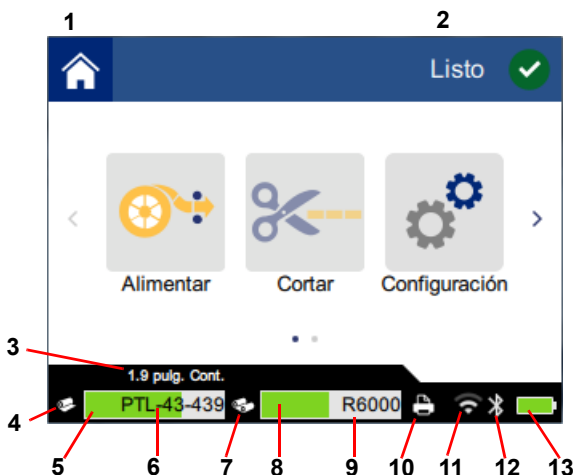 1 2
Listo
Alimentar Cortar Configuración
3
1.9 pulg. Cont.
4
PTL-43-439 R6000
5 6 7 8 9 10 11 12 13